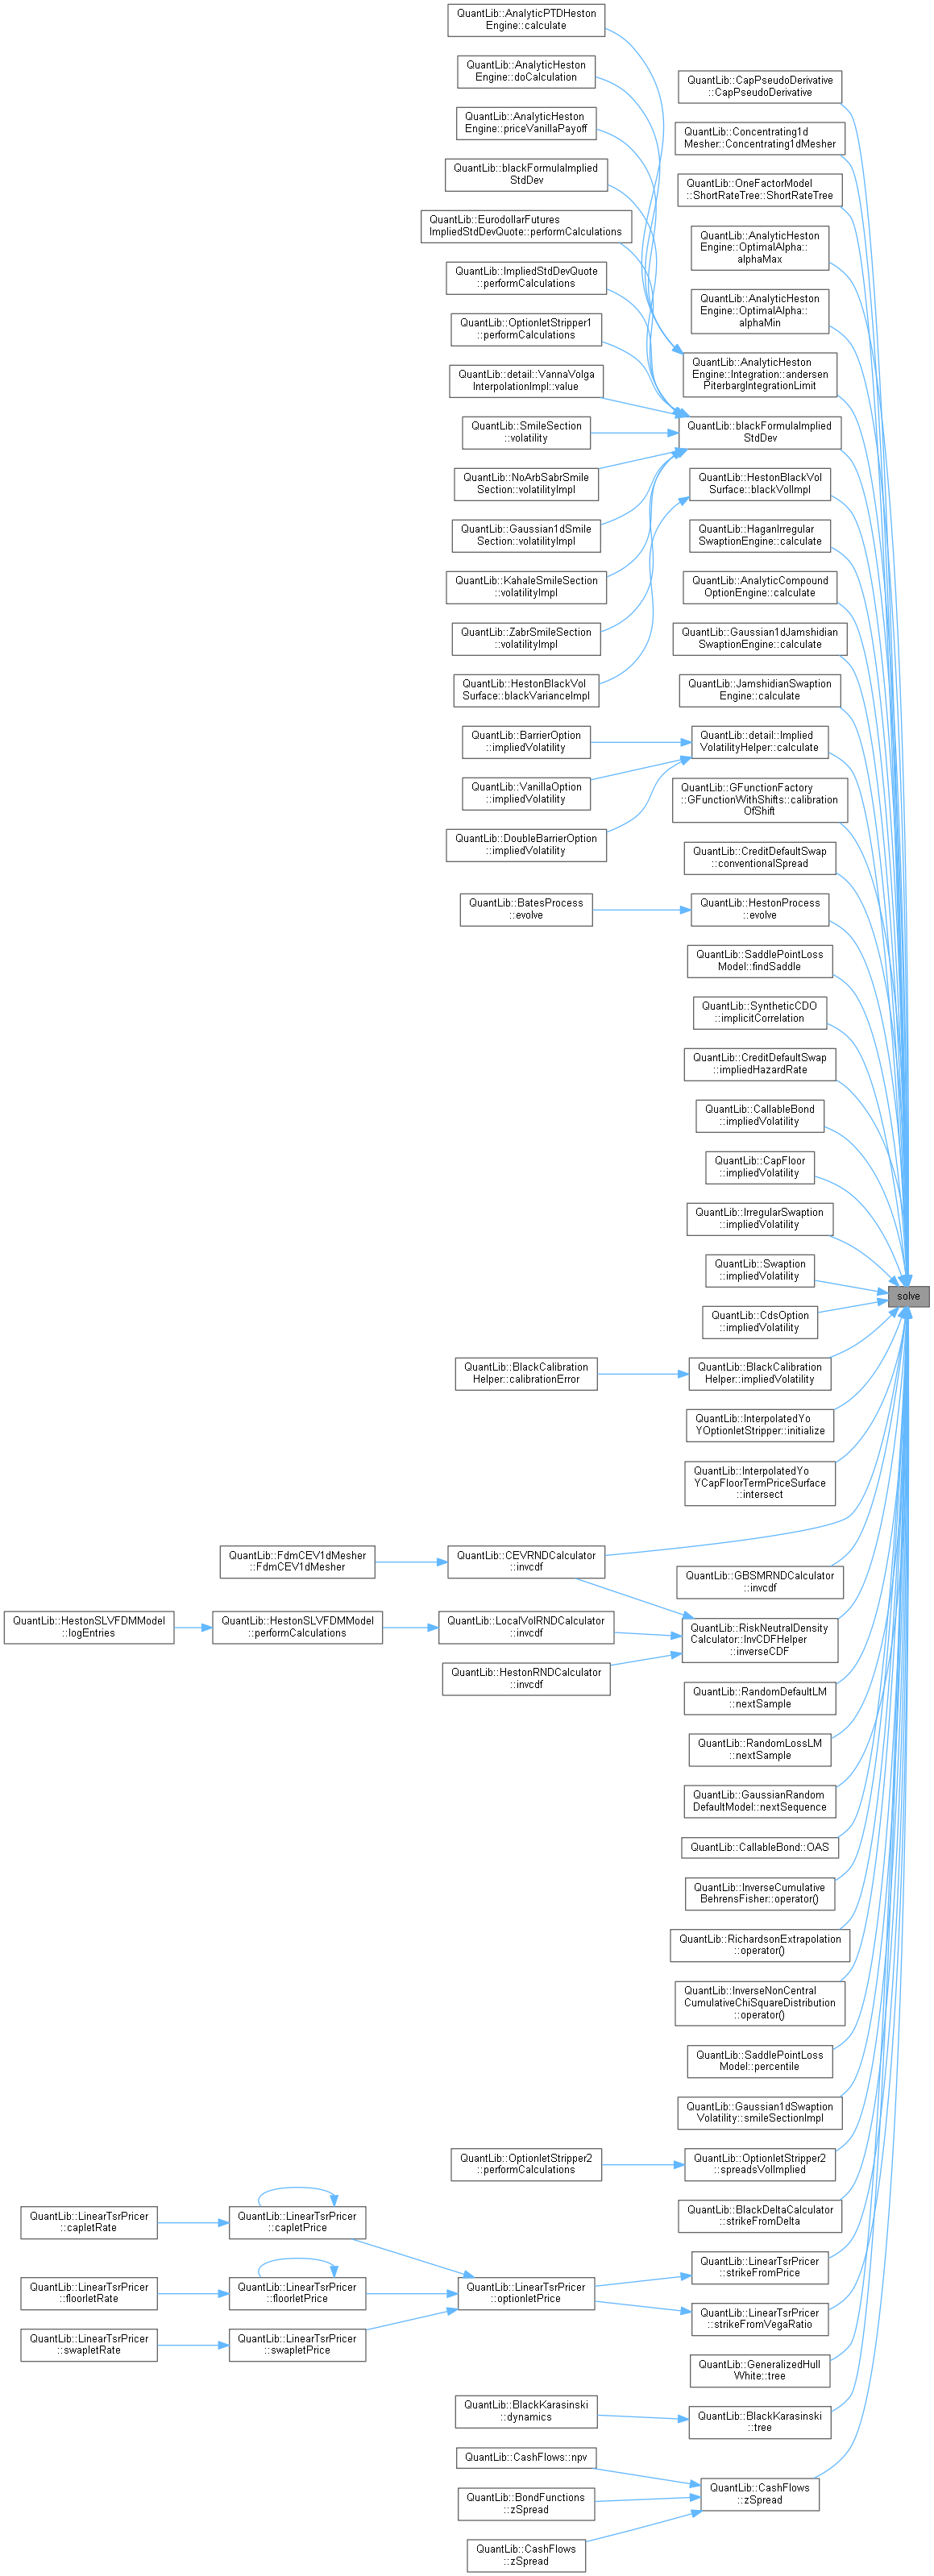 QuantLib::AnalyticPTDHeston
Engine::calculate
QuantLib::AnalyticHeston
Engine::doCalculation
QuantLib::AnalyticHeston
Engine::priceVanillaPayoff
QuantLib::blackFormulaImplied
StdDev
QuantLib::EurodollarFutures
ImpliedStdDevQuote::performCalculations
QuantLib::ImpliedStdDevQuote
::performCalculations
QuantLib::OptionletStripper1
::performCalculations
QuantLib::detail::VannaVolga
InterpolationImpl::value
QuantLib::SmileSection
::volatility
QuantLib::NoArbSabrSmile
Section::volatilityImpl
QuantLib::Gaussian1dSmile
Section::volatilityImpl
QuantLib::KahaleSmileSection
::volatilityImpl
QuantLib::ZabrSmileSection
::volatilityImpl
QuantLib::HestonBlackVol
Surface::blackVarianceImpl
QuantLib::BarrierOption
::impliedVolatility
QuantLib::VanillaOption
::impliedVolatility
QuantLib::DoubleBarrierOption
::impliedVolatility
QuantLib::BatesProcess
::evolve
QuantLib::BlackCalibration
Helper::calibrationError
QuantLib::FdmCEV1dMesher
::FdmCEV1dMesher
QuantLib::CEVRNDCalculator
::invcdf
QuantLib::HestonSLVFDMModel
::logEntries
QuantLib::HestonSLVFDMModel
::performCalculations
QuantLib::LocalVolRNDCalculator
::invcdf
QuantLib::HestonRNDCalculator
::invcdf
QuantLib::OptionletStripper2
::performCalculations
QuantLib::LinearTsrPricer
::capletRate
QuantLib::LinearTsrPricer
::capletPrice
QuantLib::LinearTsrPricer
::floorletRate
QuantLib::LinearTsrPricer
::floorletPrice
QuantLib::LinearTsrPricer
::optionletPrice
QuantLib::LinearTsrPricer
::swapletRate
QuantLib::LinearTsrPricer
::swapletPrice
QuantLib::BlackKarasinski
::dynamics
QuantLib::CashFlows::npv
QuantLib::BondFunctions
::zSpread
QuantLib::CashFlows
::zSpread
QuantLib::CapPseudoDerivative
::CapPseudoDerivative
QuantLib::Concentrating1d
Mesher::Concentrating1dMesher
QuantLib::OneFactorModel
::ShortRateTree::ShortRateTree
QuantLib::AnalyticHeston
Engine::OptimalAlpha::
alphaMax
QuantLib::AnalyticHeston
Engine::OptimalAlpha::
alphaMin
QuantLib::AnalyticHeston
Engine::Integration::andersen
PiterbargIntegrationLimit
QuantLib::blackFormulaImplied
StdDev
QuantLib::HestonBlackVol
Surface::blackVolImpl
QuantLib::HaganIrregular
SwaptionEngine::calculate
QuantLib::AnalyticCompound
OptionEngine::calculate
QuantLib::Gaussian1dJamshidian
SwaptionEngine::calculate
QuantLib::JamshidianSwaption
Engine::calculate
QuantLib::detail::Implied
VolatilityHelper::calculate
QuantLib::GFunctionFactory
::GFunctionWithShifts::calibration
OfShift
QuantLib::CreditDefaultSwap
::conventionalSpread
QuantLib::HestonProcess
::evolve
QuantLib::SaddlePointLoss
Model::findSaddle
QuantLib::SyntheticCDO
::implicitCorrelation
QuantLib::CreditDefaultSwap
::impliedHazardRate
QuantLib::CallableBond
::impliedVolatility
QuantLib::CapFloor
::impliedVolatility
QuantLib::IrregularSwaption
::impliedVolatility
QuantLib::Swaption
::impliedVolatility
solve
QuantLib::CdsOption
::impliedVolatility
QuantLib::BlackCalibration
Helper::impliedVolatility
QuantLib::InterpolatedYo
YOptionletStripper::initialize
QuantLib::InterpolatedYo
YCapFloorTermPriceSurface
::intersect
QuantLib::GBSMRNDCalculator
::invcdf
QuantLib::RiskNeutralDensity
Calculator::InvCDFHelper
::inverseCDF
QuantLib::RandomDefaultLM
::nextSample
QuantLib::RandomLossLM
::nextSample
QuantLib::GaussianRandom
DefaultModel::nextSequence
QuantLib::CallableBond::OAS
QuantLib::InverseCumulative
BehrensFisher::operator()
QuantLib::RichardsonExtrapolation
::operator()
QuantLib::InverseNonCentral
CumulativeChiSquareDistribution
::operator()
QuantLib::SaddlePointLoss
Model::percentile
QuantLib::Gaussian1dSwaption
Volatility::smileSectionImpl
QuantLib::OptionletStripper2
::spreadsVolImplied
QuantLib::BlackDeltaCalculator
::strikeFromDelta
QuantLib::LinearTsrPricer
::strikeFromPrice
QuantLib::LinearTsrPricer
::strikeFromVegaRatio
QuantLib::GeneralizedHull
White::tree
QuantLib::BlackKarasinski
::tree
QuantLib::CashFlows
::zSpread